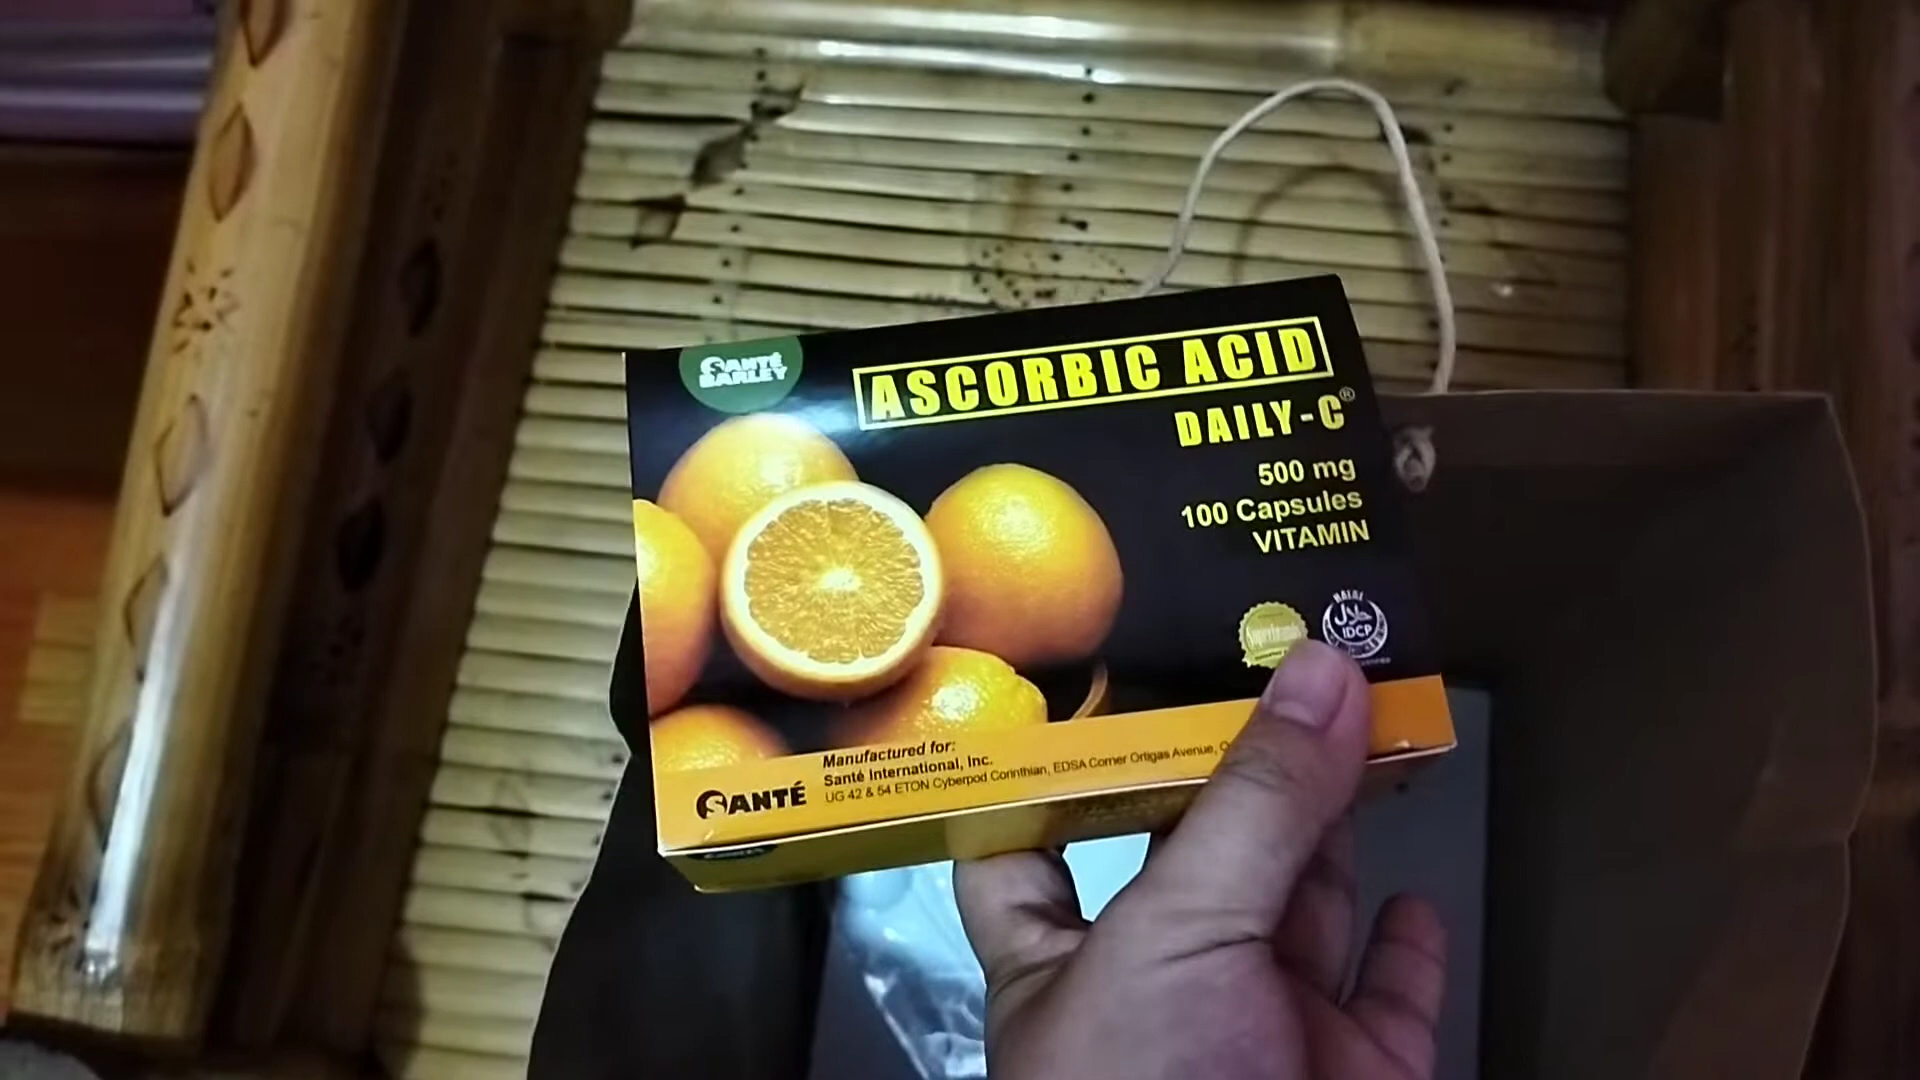 SANTÉ
BARLEY
ASCORBIC ACID
DAILY-C®
500 mg
100 Capsules
VITAMIN
HALAL
IDCP
Manufactured for:
Santé International, Inc.
UG 42 & 54 ETON Cyberpod Corinthian, EDSA Corner Ortigas Avenue,
SANTÉ